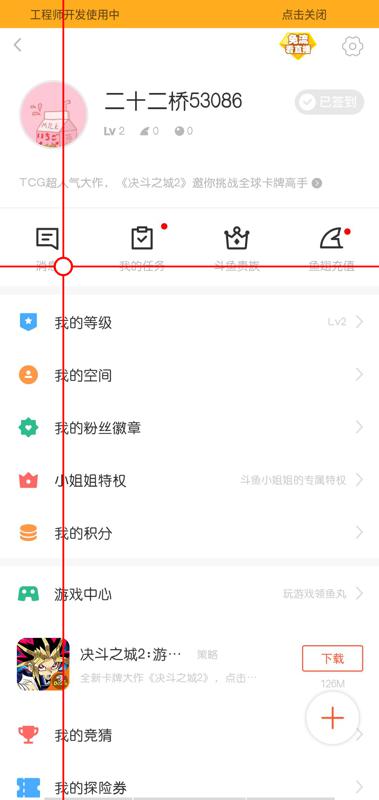 工程师开发使用中 点击关闭
免流
看直播
二十二桥53086
已签到
Lv 2 0 0
TCG超人气大作，《决斗之城2》邀你挑战全球卡牌高手
消息 我的任务 斗鱼贵族 鱼翅充值
我的等级 Lv2
我的空间
我的粉丝徽章
小姐姐特权 斗鱼小姐姐的专属特权
我的积分
游戏中心 玩游戏领鱼丸
决斗之城2:游… 策略 下载
全新卡牌大作《决斗之城2》，点击…
126M
我的竞猜
我的探险券